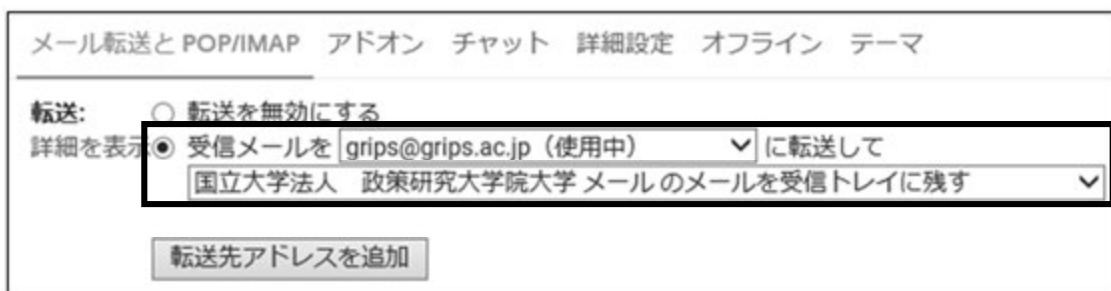 メール転送と POP/IMAP アドオン チャット 詳細設定 オフライン テーマ
転送: 転送を無効にする
詳細を表示 受信メールを grips@grips.ac.jp（使用中） に転送して
国立大学法人　政策研究大学院大学 メール のメールを受信トレイに残す
転送先アドレスを追加